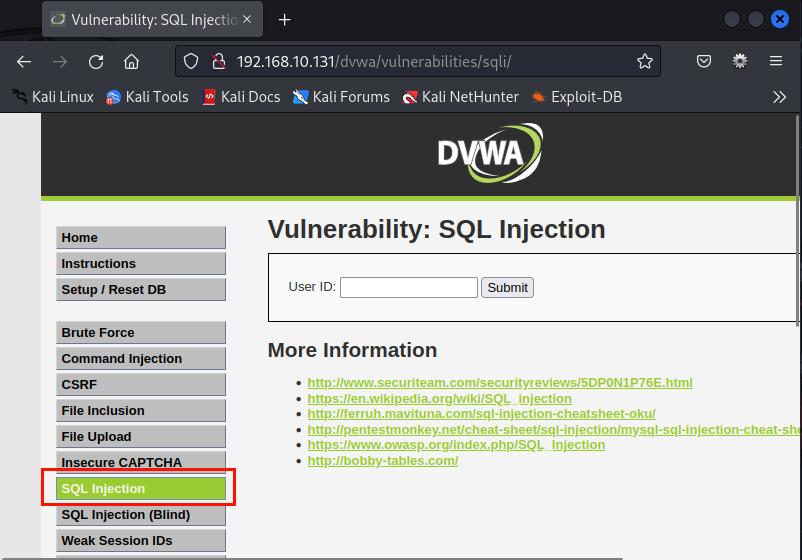 Vulnerability: SQL Injectio
192.168.10.131/dvwa/vulnerabilities/sqli/
Kali Linux Kali Tools Kali Docs Kali Forums Kali NetHunter Exploit-DB
DVWA
Home
Instructions
Setup / Reset DB
Brute Force
Command Injection
CSRF
File Inclusion
File Upload
Insecure CAPTCHA
SQL Injection
SQL Injection (Blind)
Weak Session IDs
Vulnerability: SQL Injection
User ID: Submit
More Information
http://www.securiteam.com/securityreviews/5DP0N1P76E.html
https://en.wikipedia.org/wiki/SQL_injection
http://ferruh.mavituna.com/sql-injection-cheatsheet-oku/
http://pentestmonkey.net/cheat-sheet/sql-injection/mysql-sql-injection-cheat-she
https://www.owasp.org/index.php/SQL_Injection
http://bobby-tables.com/